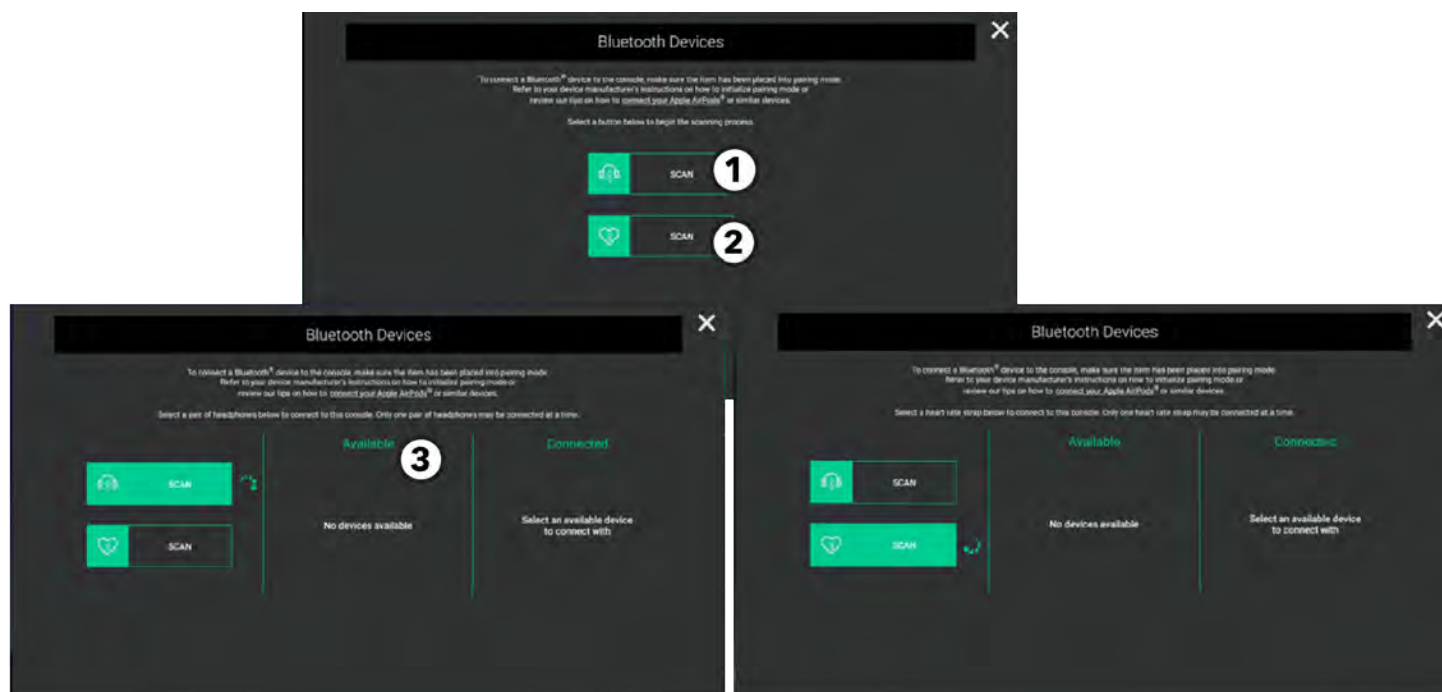 Bluetooth Devices
To connect a Bluetooth® device to the console, make sure the item has been placed into pairing mode.
Refer to your device manufacturer's instructions on how to initialize pairing mode or
review our tips on how to connect your Apple AirPods® or similar devices.
Select a button below to begin the scanning process.
SCAN
1
SCAN
2
Bluetooth Devices
To connect a Bluetooth® device to the console, make sure the item has been placed into pairing mode.
Refer to your device manufacturer's instructions on how to initialize pairing mode or
review our tips on how to connect your Apple AirPods® or similar devices.
Select a pair of headphones below to connect to this console. Only one pair of headphones may be connected at a time.
Available
3
Connected
SCAN
SCAN
No devices available
Select an available device
to connect with
Bluetooth Devices
To connect a Bluetooth® device to the console, make sure the item has been placed into pairing mode.
Refer to your device manufacturer's instructions on how to initialize pairing mode or
review our tips on how to connect your Apple AirPods® or similar devices.
Select a heart rate strap below to connect to this console. Only one heart rate strap may be connected at a time.
Available
Connected
SCAN
SCAN
No devices available
Select an available device
to connect with